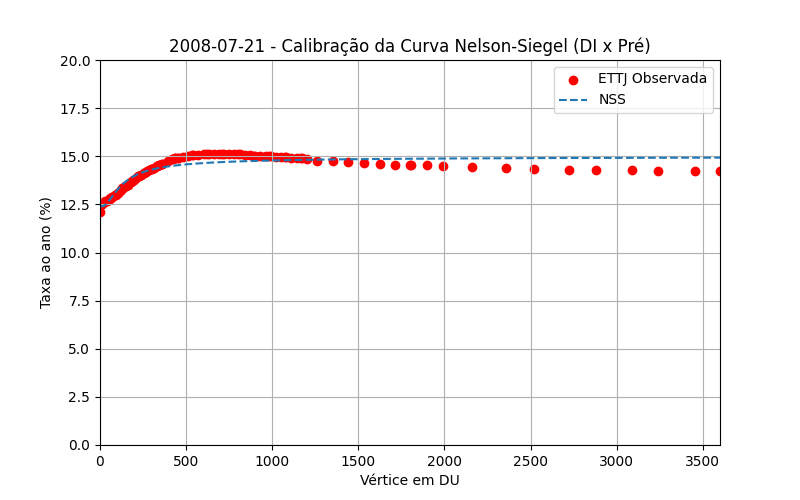 2008-07-21 - Calibração da Curva Nelson-Siegel (DI x Pré)
ETTJ Observada
NSS
Taxa ao ano (%)
20.0
17.5
15.0
12.5
10.0
7.5
5.0
2.5
0.0
0 500 1000 1500 2000 2500 3000 3500
Vértice em DU